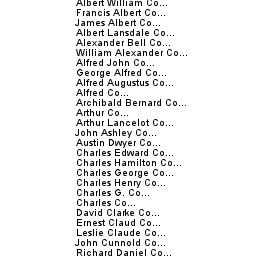 Albert William Co...
Francis Albert Co...
James Albert Co...
Albert Lansdale Co...
Alexander Bell Co...
William Alexander Co...
Alfred John Co...
George Alfred Co...
Alfred Augustus Co...
Alfred Co...
Archibald Bernard Co...
Arthur Co...
Arthur Lancelot Co...
John Ashley Co...
Austin Dwyer Co...
Charles Edward Co...
Charles Hamilton Co...
Charles George Co...
Charles Henry Co...
Charles G. Co...
Charles Co...
David Clarke Co...
Ernest Claud Co...
Leslie Claude Co...
John Cunnold Co...
Richard Daniel Co...